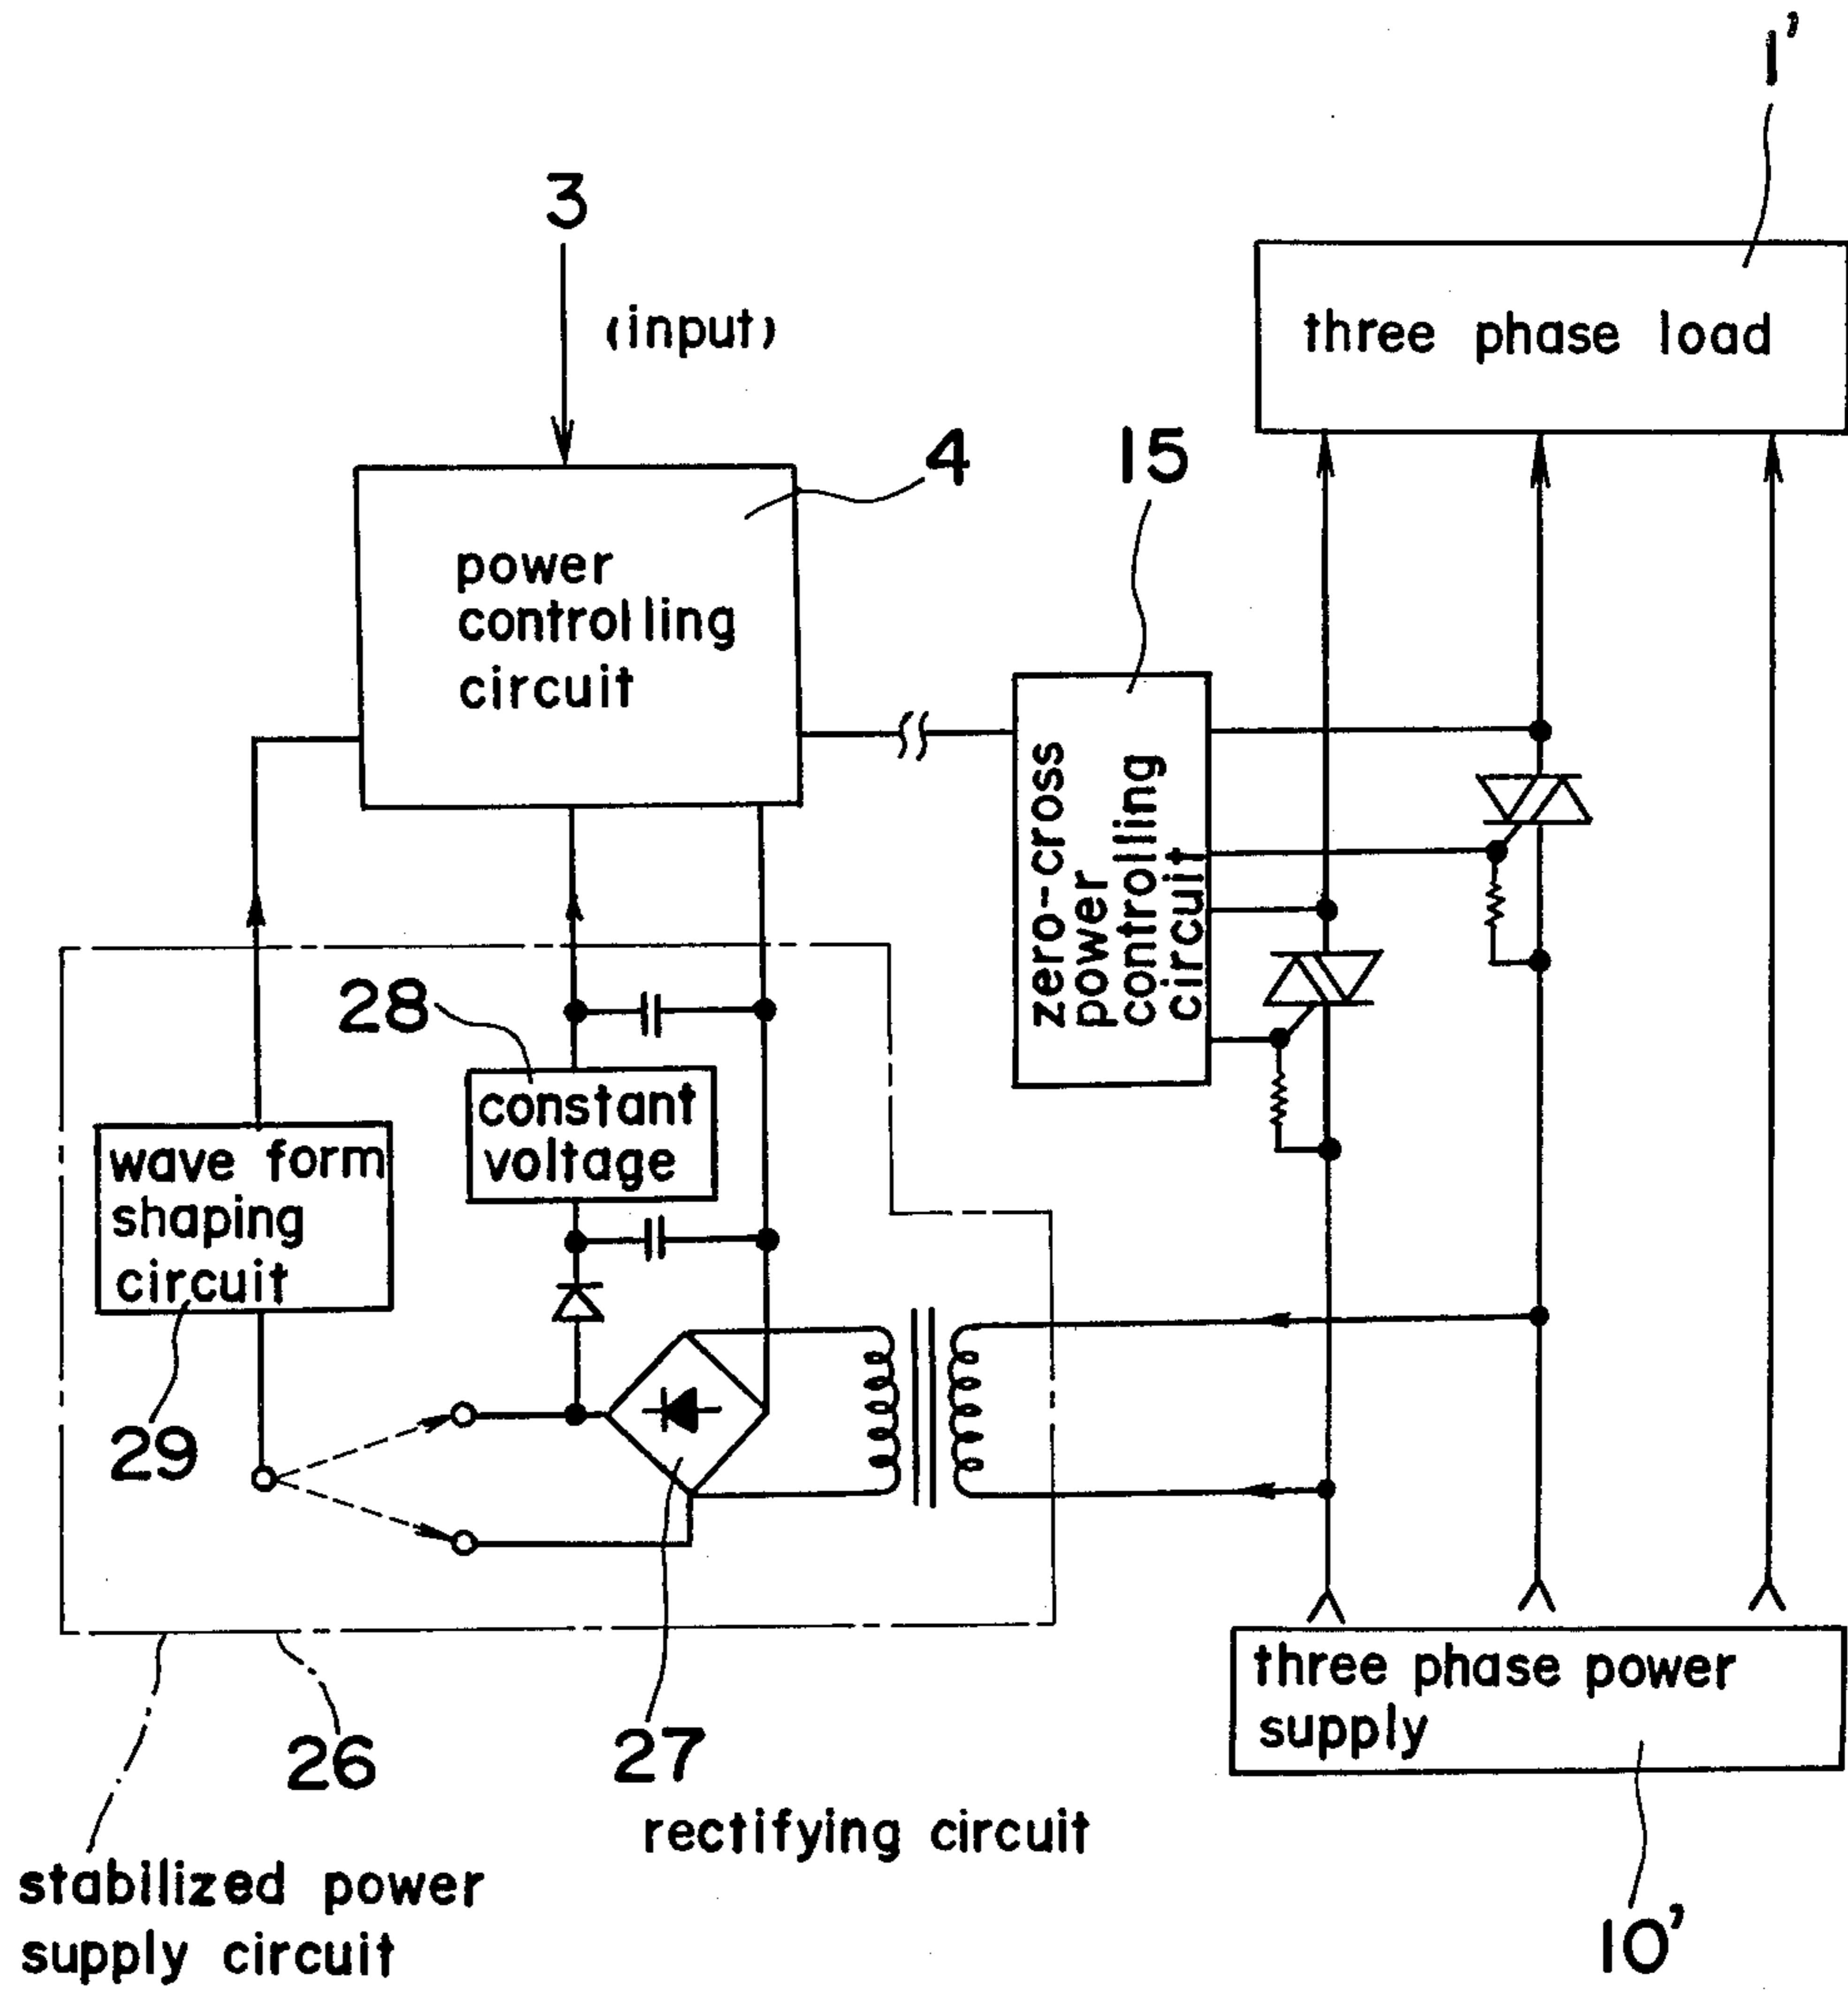 1'
3
(input)
three phase load
4
15
power
controlling
circuit
zero-cross
power
controlling
circuit
28
constant
voltage
wave form
shaping
circuit
29
three phase power
supply
26
27
rectifying circuit
stabilized power
supply circuit
10'